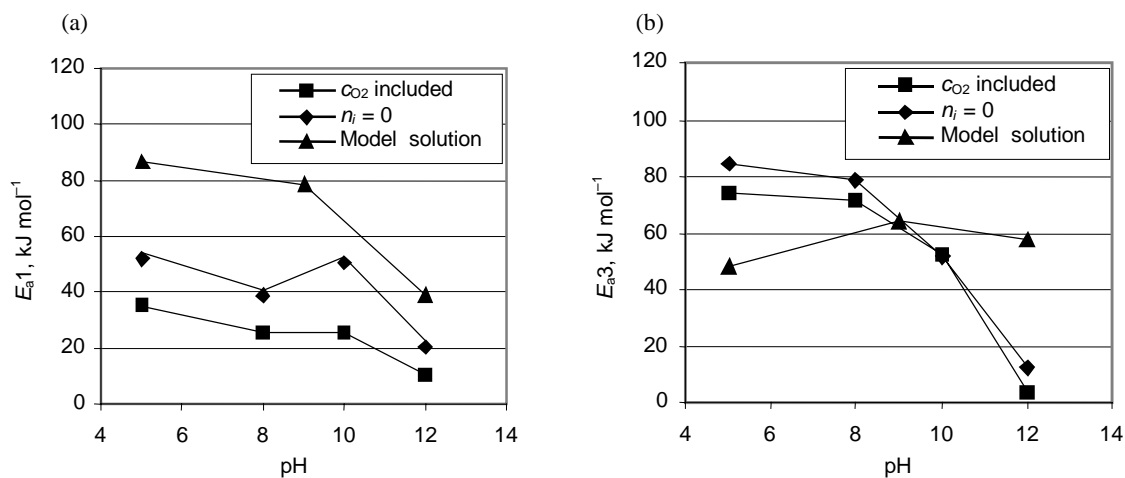 (a)
120
100
80
60
40
20
0
4 6 8 10 12 14
pH
Eₐ1, kJ mol⁻¹
c_O2 included
nᵢ = 0
Model solution
(b)
120
100
80
60
40
20
0
4 6 8 10 12 14
pH
Eₐ3, kJ mol⁻¹
c_O2 included
nᵢ = 0
Model solution